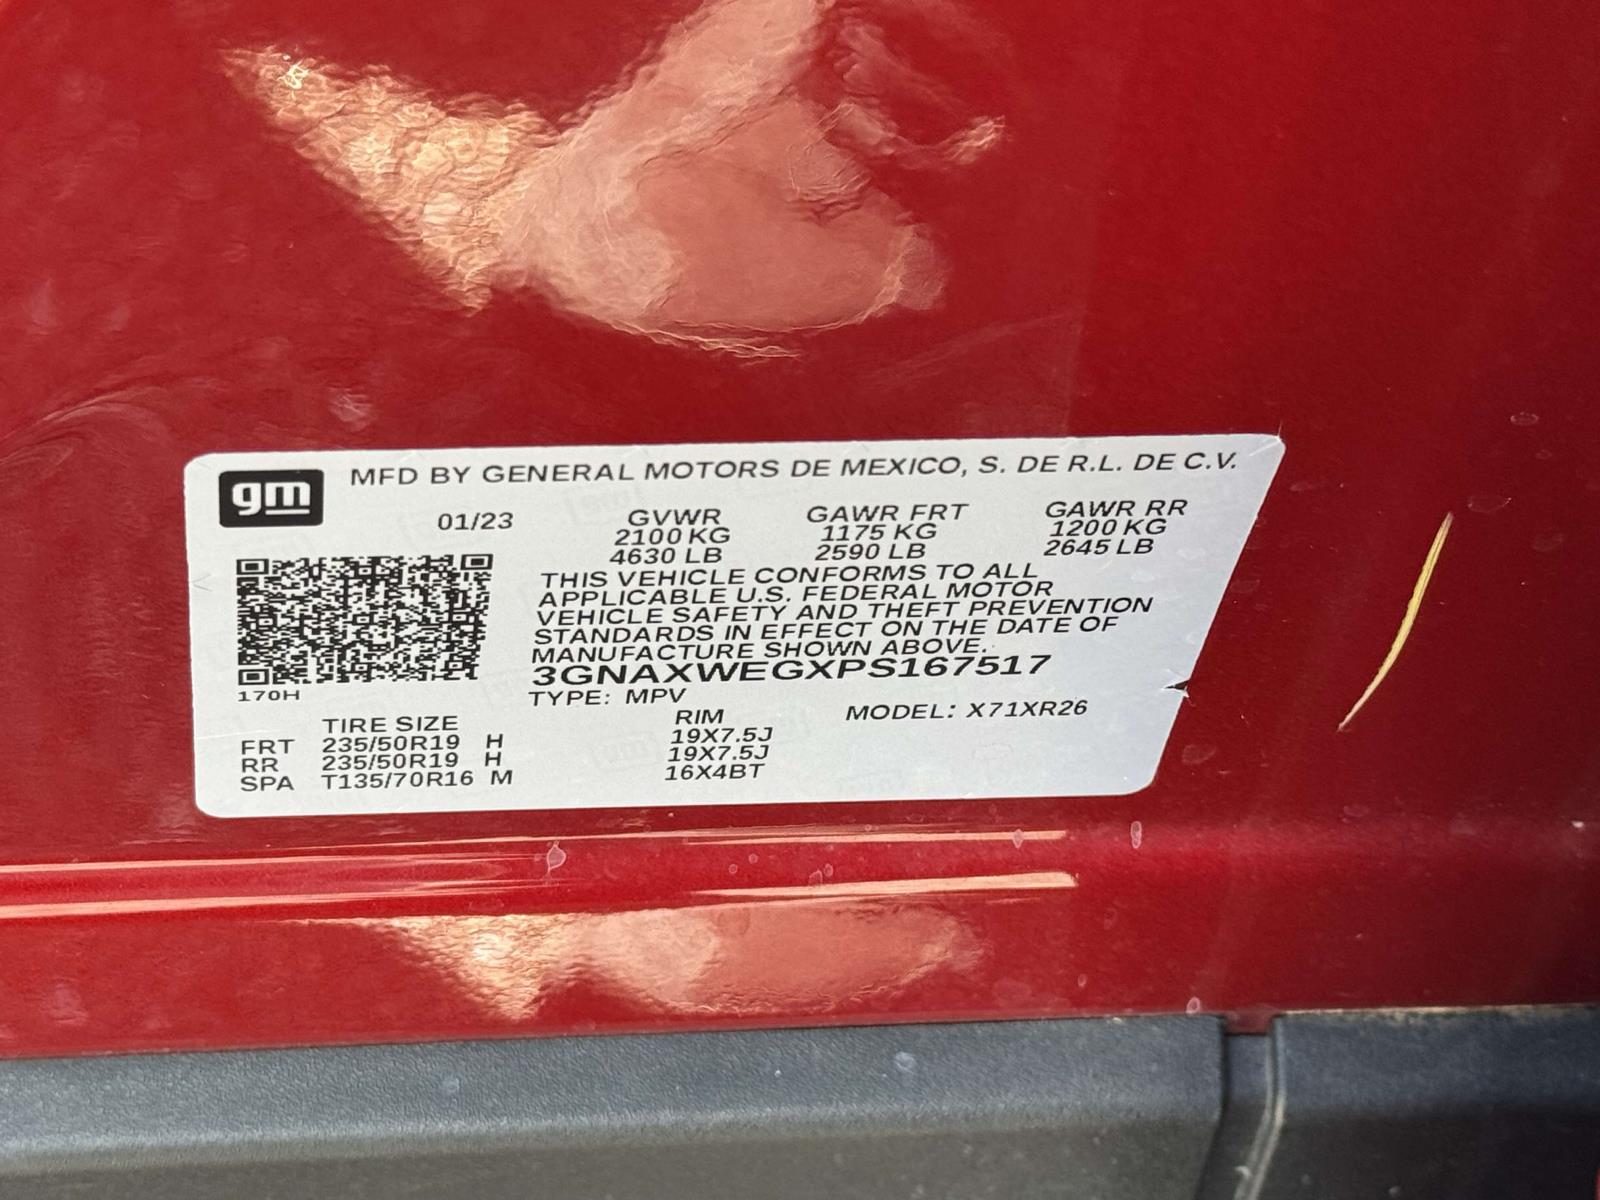 gm MFD BY GENERAL MOTORS DE MEXICO, S. DE R.L. DE C.V.
01/23 GVWR GAWR FRT GAWR RR
2100 KG 1175 KG 1200 KG
4630 LB 2590 LB 2645 LB
THIS VEHICLE CONFORMS TO ALL
APPLICABLE U.S. FEDERAL MOTOR
VEHICLE SAFETY AND THEFT PREVENTION
STANDARDS IN EFFECT ON THE DATE OF
MANUFACTURE SHOWN ABOVE.
3GNAXWEGXPS167517
170H TYPE: MPV
TIRE SIZE RIM MODEL: X71XR26
FRT 235/50R19 H 19X7.5J
RR 235/50R19 H 19X7.5J
SPA T135/70R16 M 16X4BT